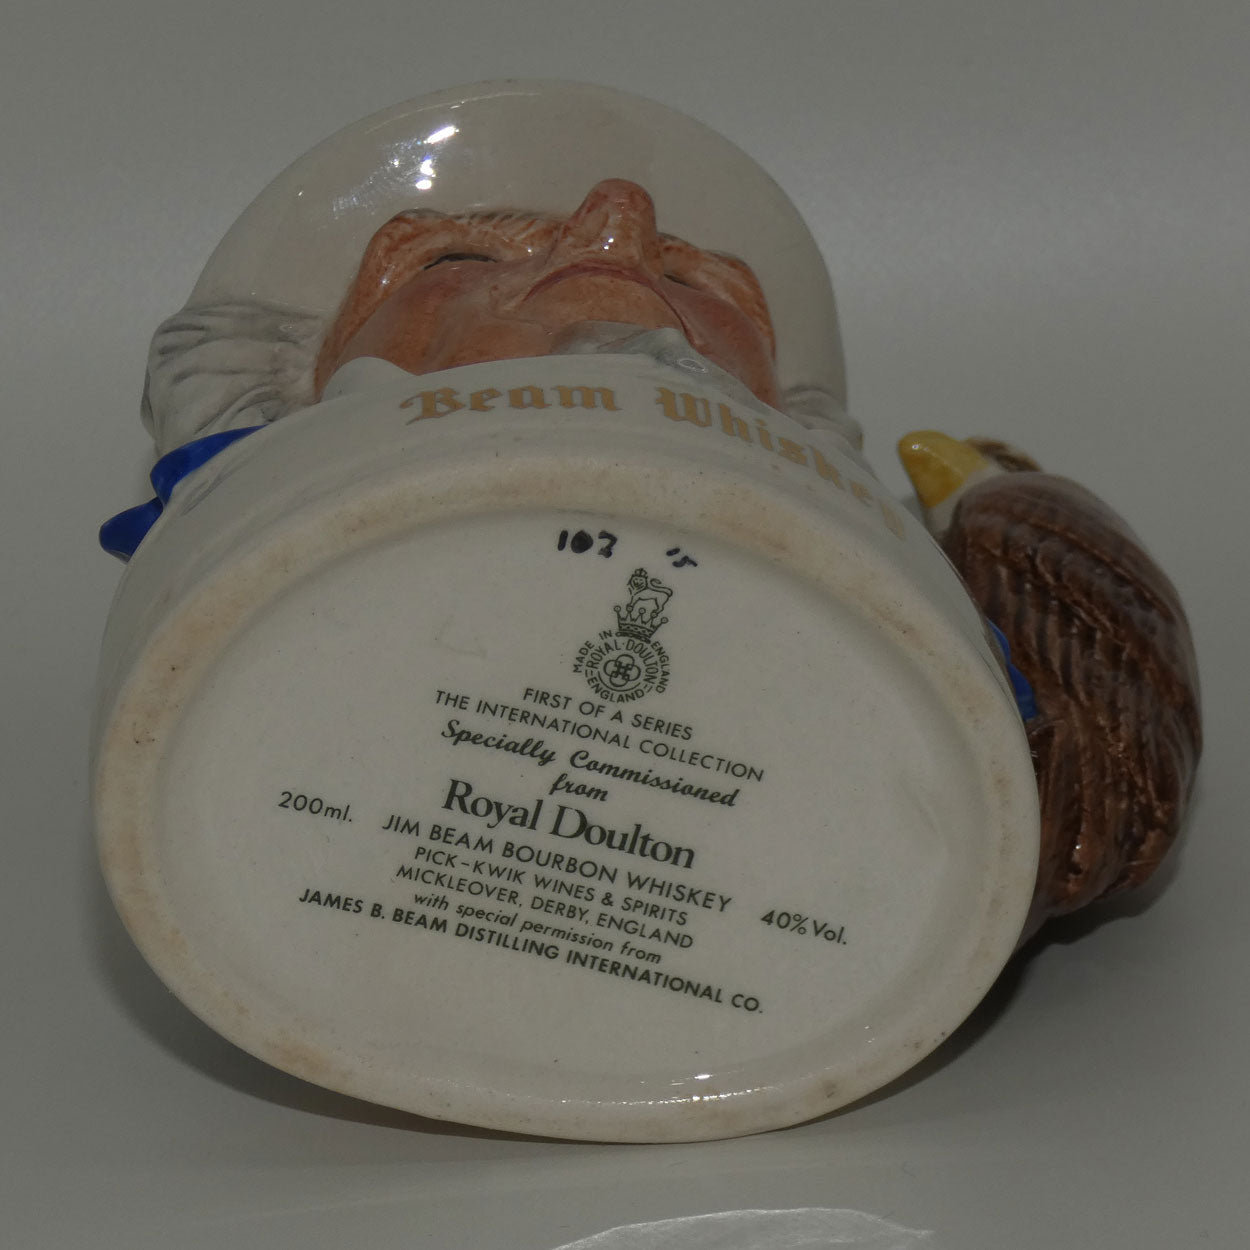 Beam Whiskey
102 's
MADE IN ENGLAND
ROYAL-DOULTON
ENGLAND
FIRST OF A SERIES
THE INTERNATIONAL COLLECTION
Specially Commissioned
from
Royal Doulton
200ml. JIM BEAM BOURBON WHISKEY 40% Vol.
PICK-KWIK WINES & SPIRITS
MICKLEOVER, DERBY, ENGLAND
with special permission from
JAMES B. BEAM DISTILLING INTERNATIONAL CO.